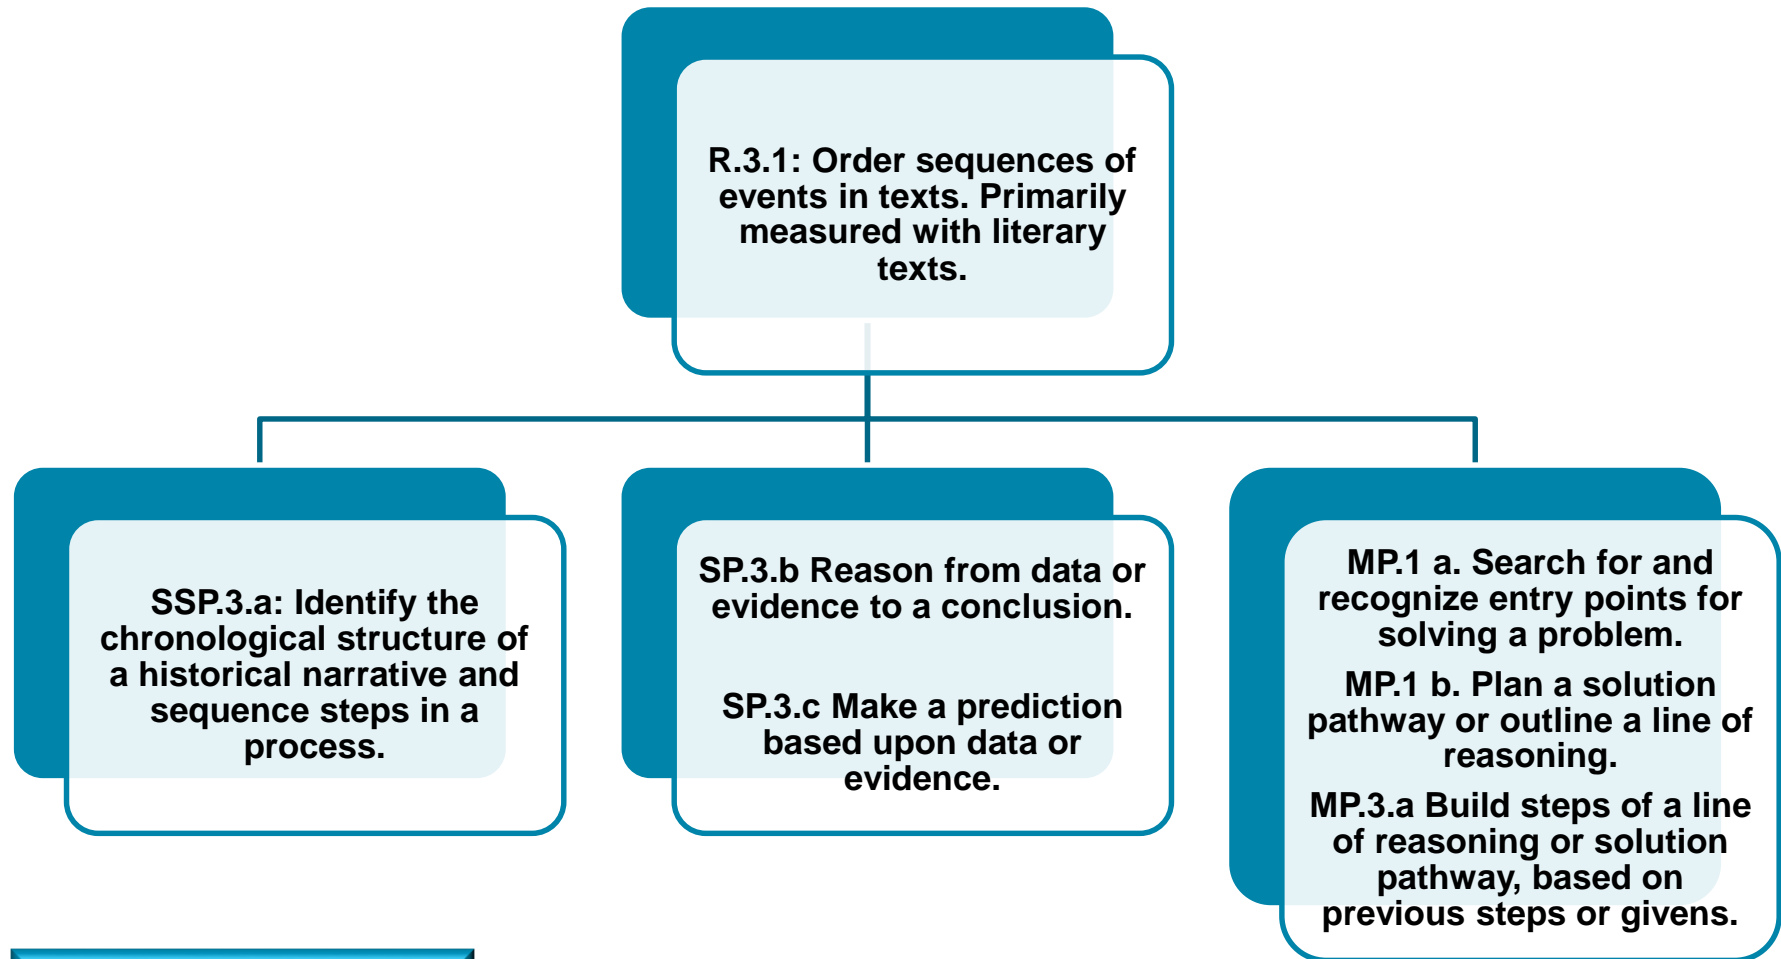 R.3.1: Order sequences of
events in texts. Primarily
measured with literary
texts.
SSP.3.a: Identify the
chronological structure of
a historical narrative and
sequence steps in a
process.
SP.3.b Reason from data or
evidence to a conclusion.
SP.3.c Make a prediction
based upon data or
evidence.
MP.1 a. Search for and
recognize entry points for
solving a problem.
MP.1 b. Plan a solution
pathway or outline a line of
reasoning.
MP.3.a Build steps of a line
of reasoning or solution
pathway, based on
previous steps or givens.